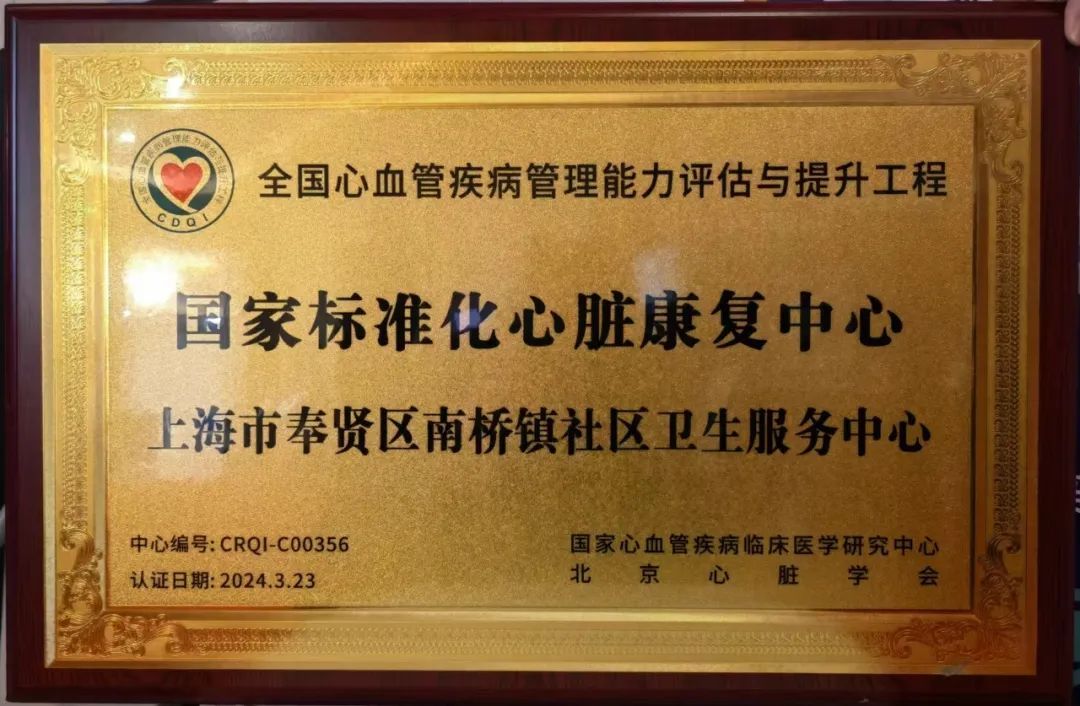 全国心血管疾病管理能力评估与提升工程
CDQI
国家标准化心脏康复中心
上海市奉贤区南桥镇社区卫生服务中心
中心编号: CRQI-C00356
认证日期: 2024.3.23
国家心血管疾病临床医学研究中心
北京心脏学会